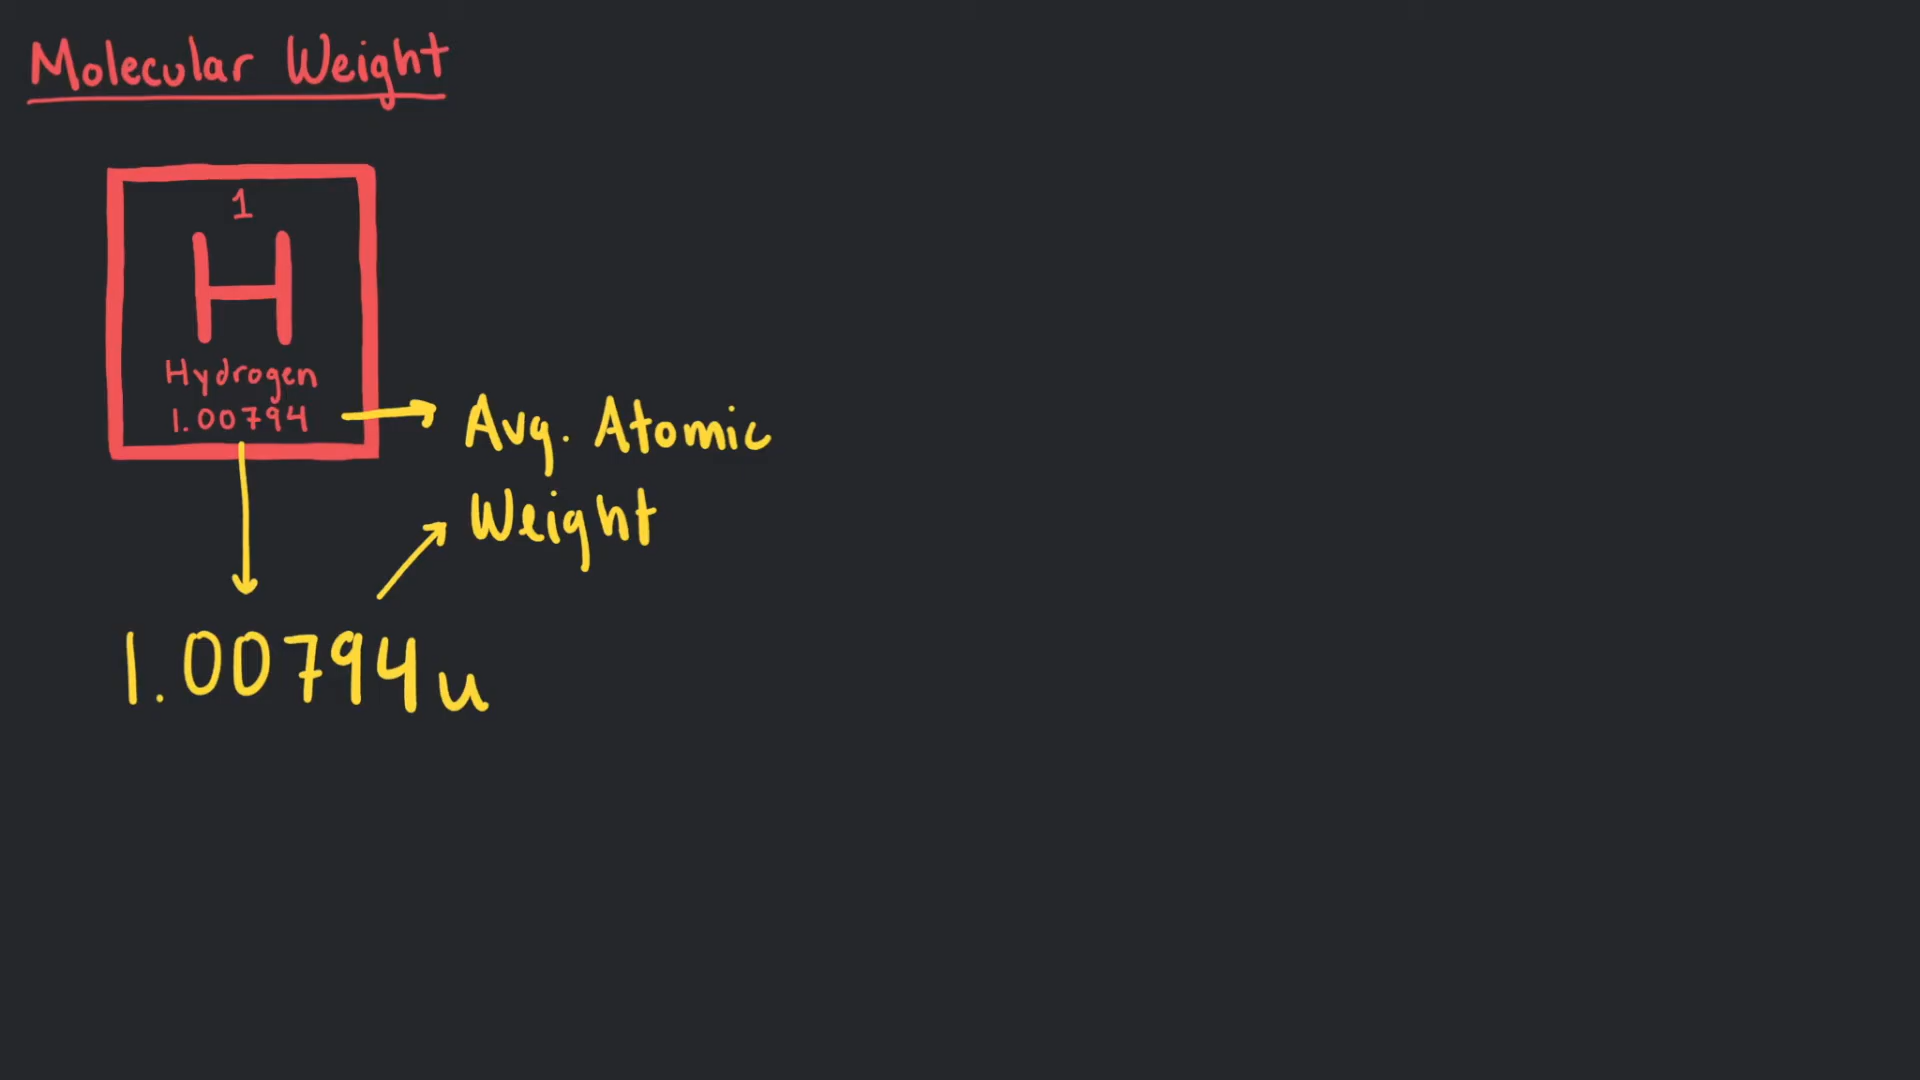 Molecular Weight
1
H
Hydrogen
1.00794
Avg. Atomic
Weight
1.00794u